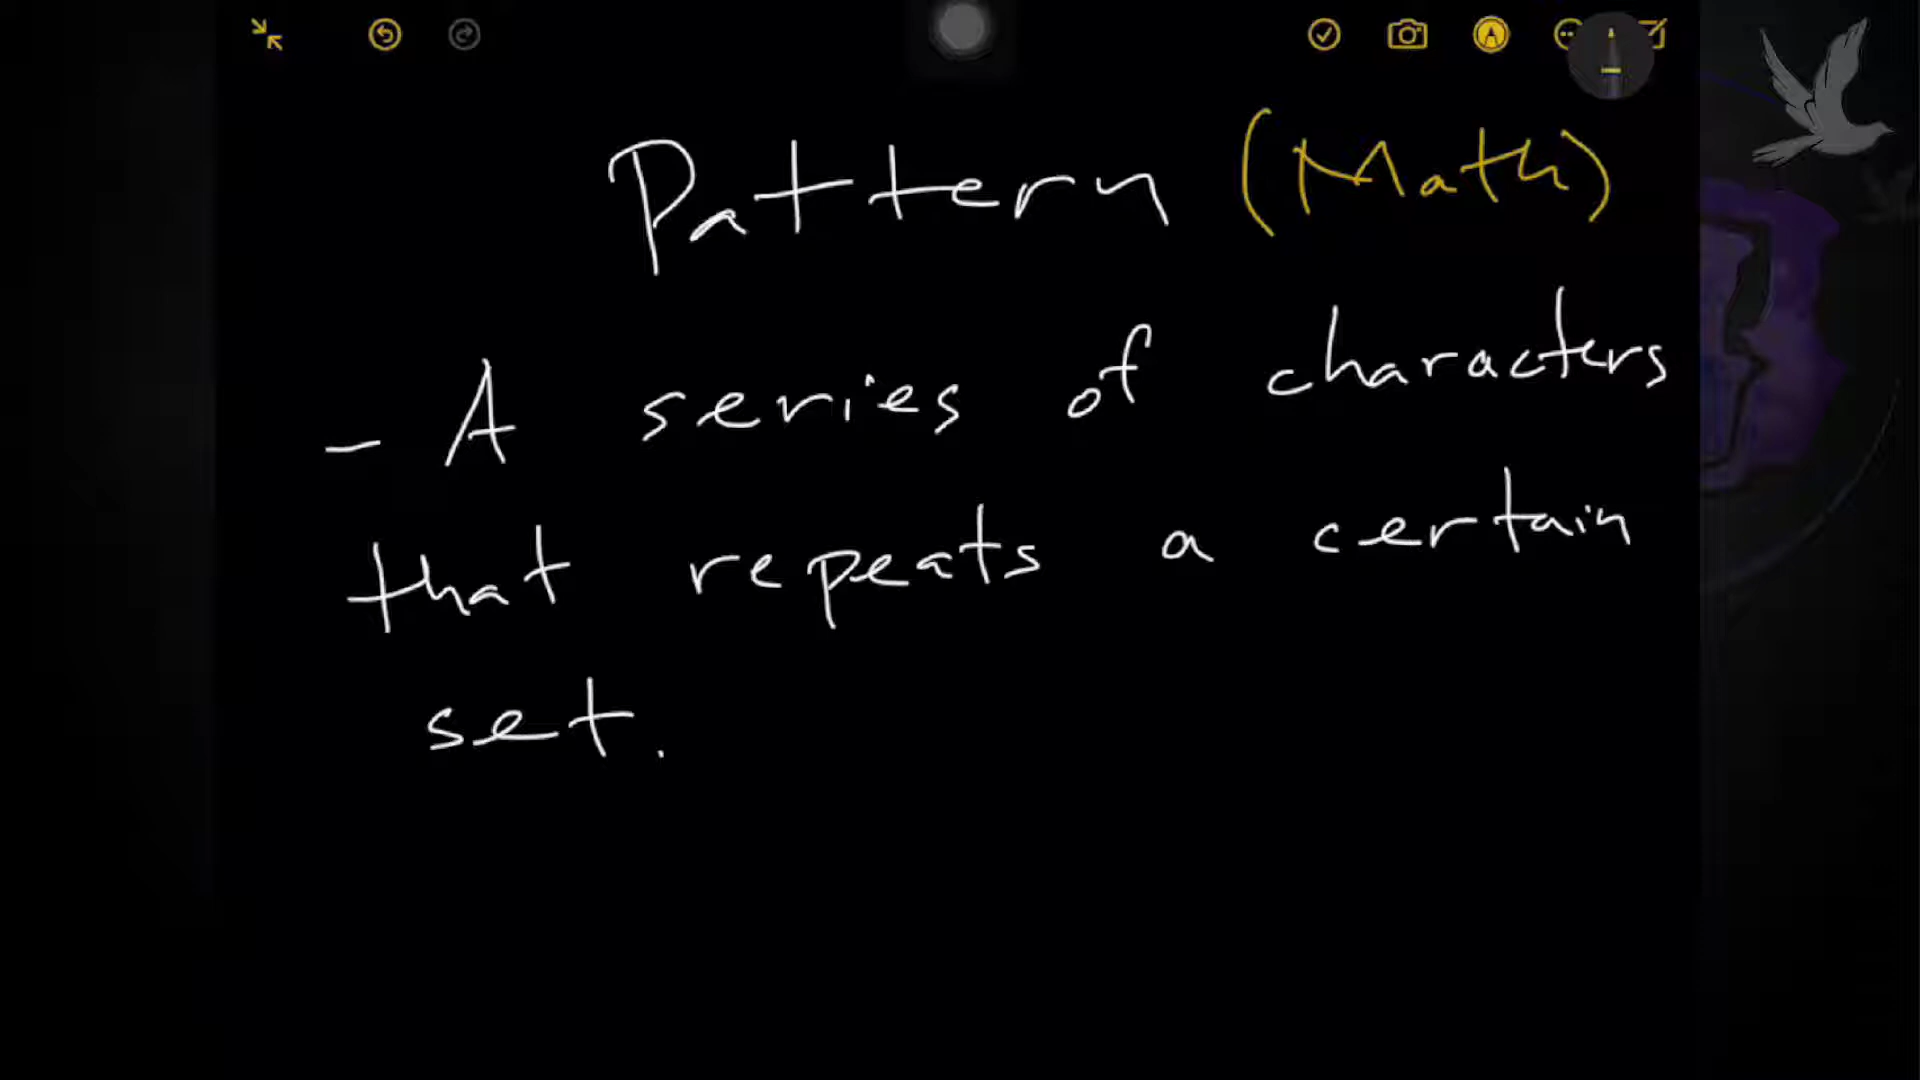 Pattern (Math)
- A series of characters
that repeats a certain
set.